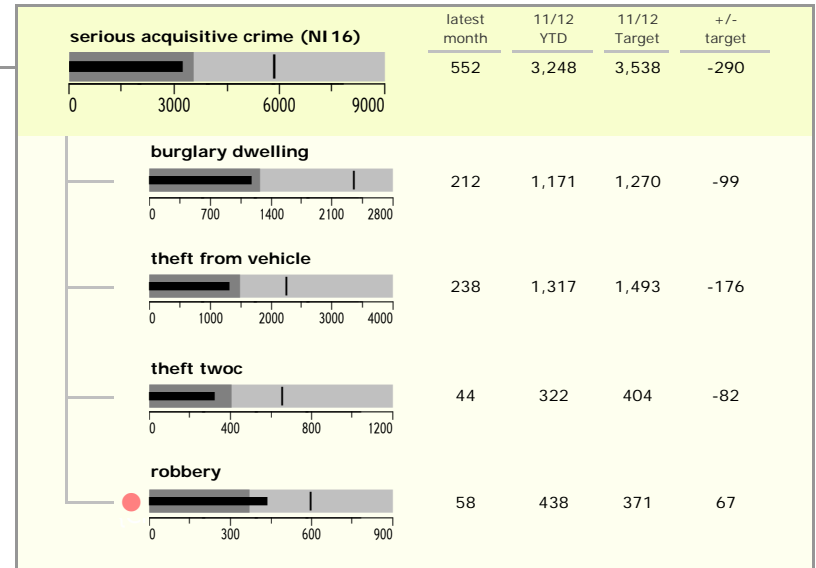 latest 11/12 11/12 +/-
serious acquisitive crime (NI16) month YTD Target target
552 3,248 3,538 -290
0 3000 6000 9000
burglary dwelling
212 1,171 1,270 -99
0 700 1400 2100 2800
theft from vehicle
238 1,317 1,493 -176
0 1000 2000 3000 4000
theft twoc
44 322 404 -82
0 400 800 1200
robbery
58 438 371 67
0 300 600 900